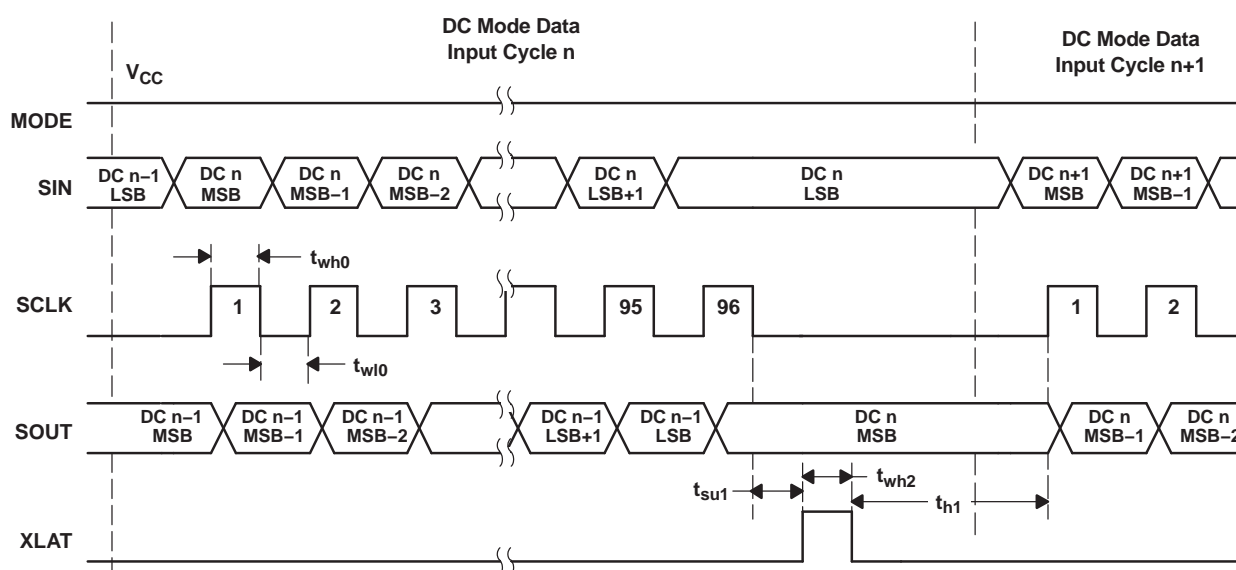 DC Mode Data
Input Cycle n
DC Mode Data
Input Cycle n+1
VCC
MODE
SIN
DC n−1
LSB
DC n
MSB
DC n
MSB−1
DC n
MSB−2
DC n
LSB+1
DC n
LSB
DC n+1
MSB
DC n+1
MSB−1
twh0
SCLK
1
2
3
95
96
1
2
twl0
SOUT
DC n−1
MSB
DC n−1
MSB−1
DC n−1
MSB−2
DC n−1
LSB+1
DC n−1
LSB
DC n
MSB
DC n
MSB−1
DC n
MSB−2
tsu1
twh2
th1
XLAT